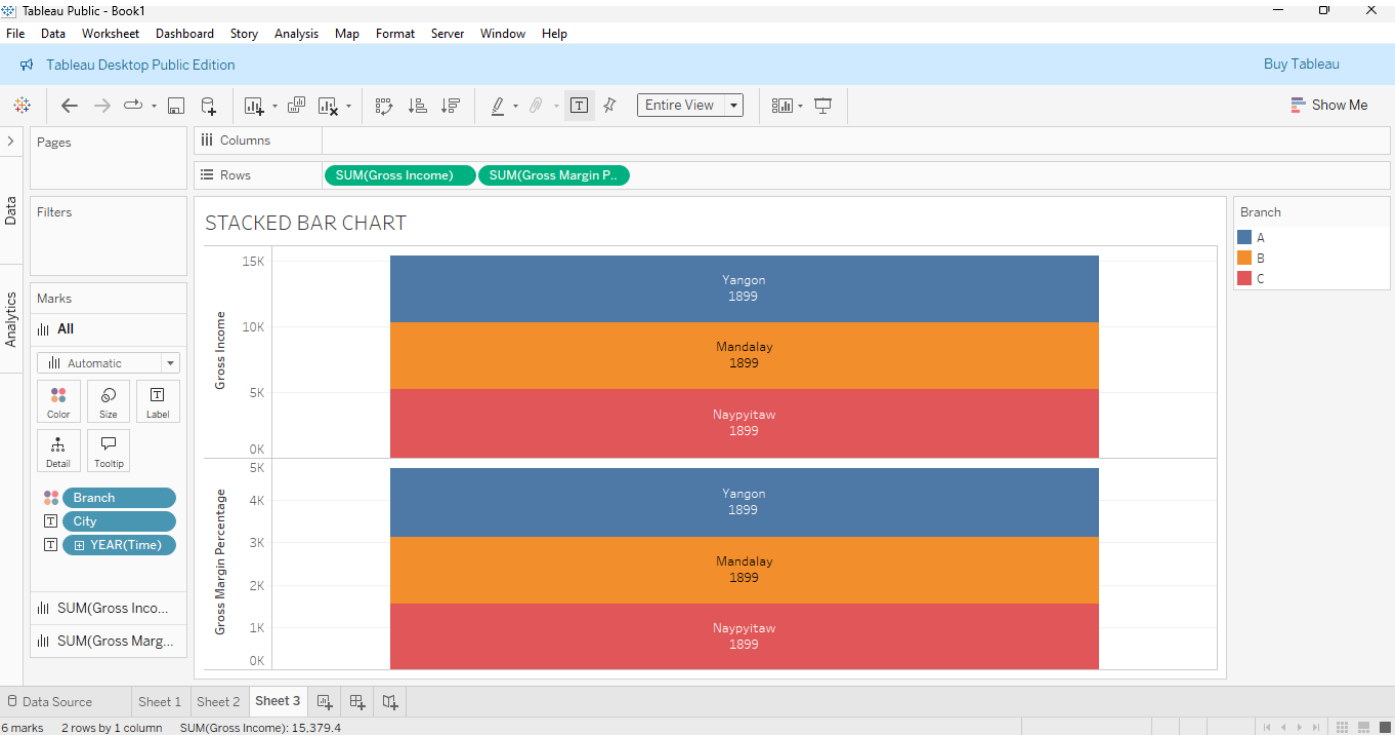 Tableau Public - Book1
File Data Worksheet Dashboard Story Analysis Map Format Server Window Help
Tableau Desktop Public Edition
Buy Tableau
Entire View
Show Me
Data
Analytics
Pages
Filters
Marks
All
Automatic
Color Size Label
Detail Tooltip
Branch
City
YEAR(Time)
SUM(Gross Inco...
SUM(Gross Marg...
Columns
Rows SUM(Gross Income) SUM(Gross Margin P..
STACKED BAR CHART
Gross Income
15K
10K
5K
0K
Yangon
1899
Mandalay
1899
Naypyitaw
1899
Gross Margin Percentage
5K
4K
3K
2K
1K
0K
Yangon
1899
Mandalay
1899
Naypyitaw
1899
Branch
A
B
C
Data Source Sheet 1 Sheet 2 Sheet 3
6 marks 2 rows by 1 column SUM(Gross Income): 15,379.4